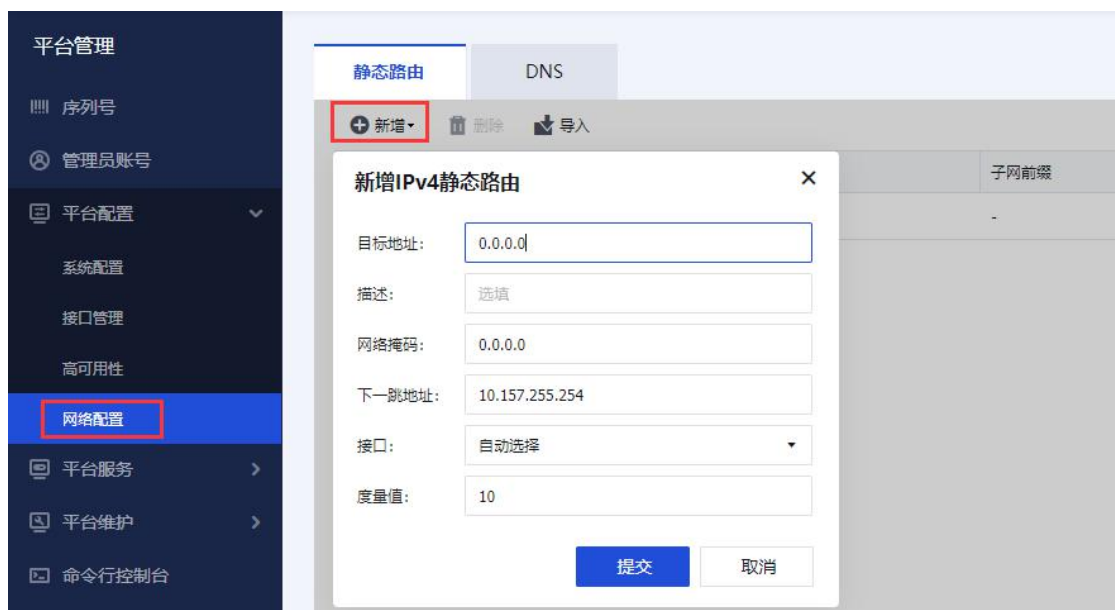 平台管理
序列号
管理员账号
平台配置
系统配置
接口管理
高可用性
网络配置
平台服务
平台维护
命令行控制台
静态路由 DNS
新增 删除 导入
子网前缀
-
新增IPv4静态路由
目标地址: 0.0.0.0
描述: 选填
网络掩码: 0.0.0.0
下一跳地址: 10.157.255.254
接口: 自动选择
度量值: 10
提交 取消